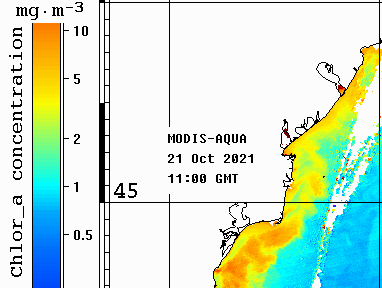 mg·m⁻³
Chlor_a concentration
10
5
2
1
0.5
MODIS-AQUA
21 Oct 2021
11:00 GMT
45